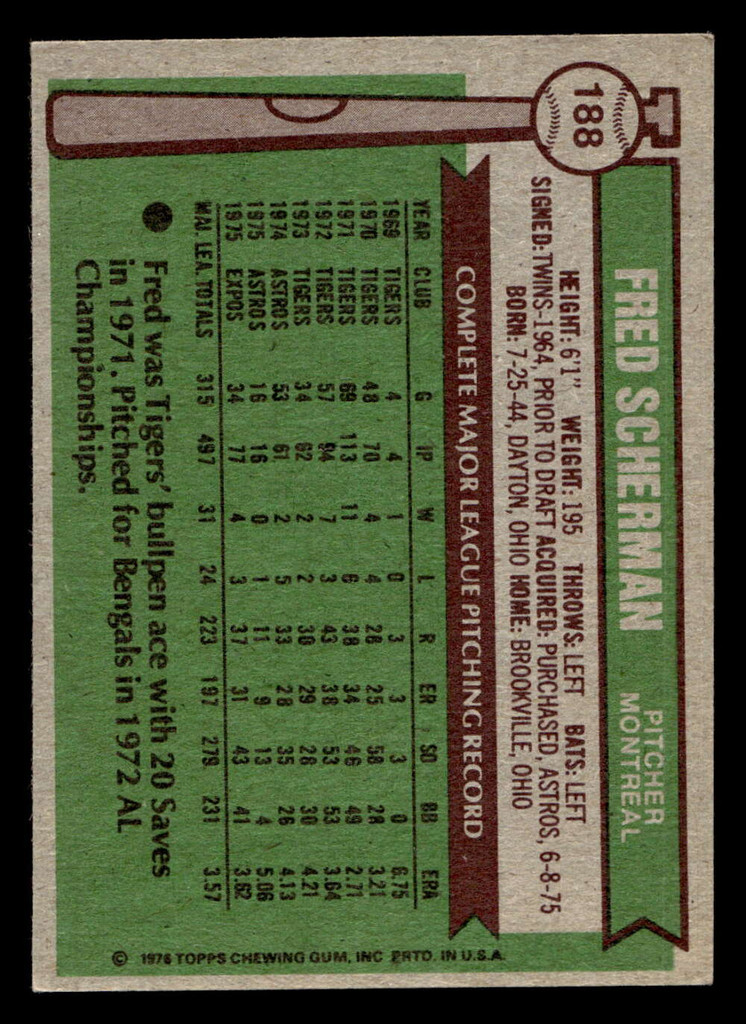 188
FRED SCHERMAN
PITCHER
MONTREAL
HEIGHT: 6'1" WEIGHT: 195 THROWS: LEFT BATS: LEFT
SIGNED: TWINS-1964, PRIOR TO DRAFT ACQUIRED: PURCHASED, ASTROS, 6-8-75
BORN: 7-25-44, DAYTON, OHIO HOME: BROOKVILLE, OHIO
COMPLETE MAJOR LEAGUE PITCHING RECORD
YEAR CLUB G IP W L R ER SO BB ERA
1969 TIGERS 4 4 1 0 3 3 3 0 6.75
1970 TIGERS 48 70 4 4 28 25 58 28 3.21
1971 TIGERS 69 113 11 6 38 34 46 49 2.71
1972 TIGERS 57 94 7 3 43 38 53 53 3.64
1973 TIGERS 34 62 2 2 30 29 28 30 4.21
1974 ASTROS 53 61 2 5 33 28 35 26 4.13
1975 ASTROS 16 16 0 1 11 9 13 4 5.06
1975 EXPOS 34 77 4 3 37 31 43 41 3.62
MAJ. LEA. TOTALS 315 497 31 24 223 197 279 231 3.57
Fred was Tigers' bullpen ace with 20 Saves
in 1971. Pitched for Bengals in 1972 AL
Championships.
© 1976 TOPPS CHEWING GUM, INC PRTD. IN U.S.A.